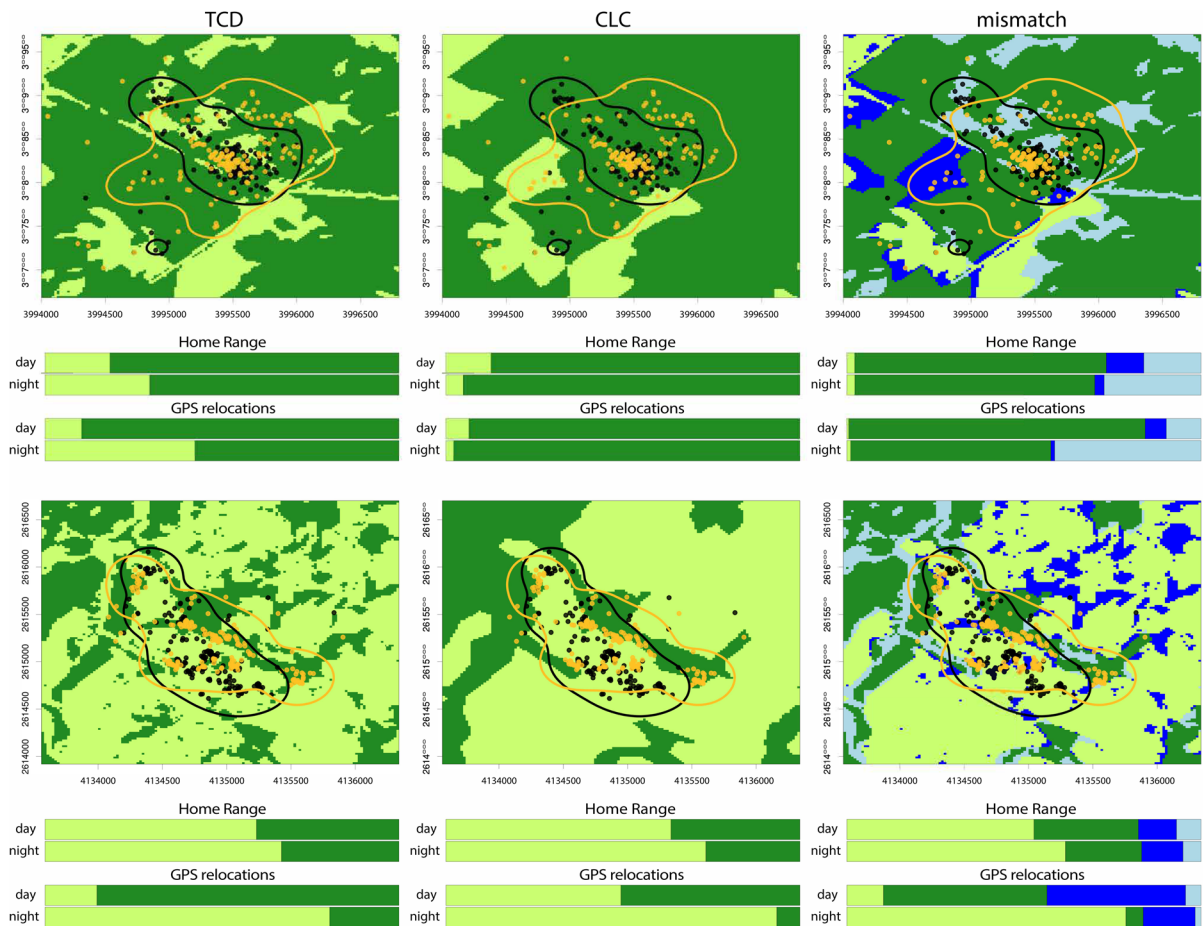 TCD CLC mismatch
3994000 3994500 3995000 3995500 3996000 3996500 3994000 3994500 3995000 3995500 3996000 3996500 3994000 3994500 3995000 3995500 3996000 3996500
Home Range Home Range Home Range
day day day
night night night
GPS relocations GPS relocations GPS relocations
day day day
night night night
2616500
2616000
2615500
2615000
2614500
2614000
4134000 4134500 4135000 4135500 4136000 4134000 4134500 4135000 4135500 4136000 4134000 4134500 4135000 4135500 4136000
Home Range Home Range Home Range
day day day
night night night
GPS relocations GPS relocations GPS relocations
day day day
night night night